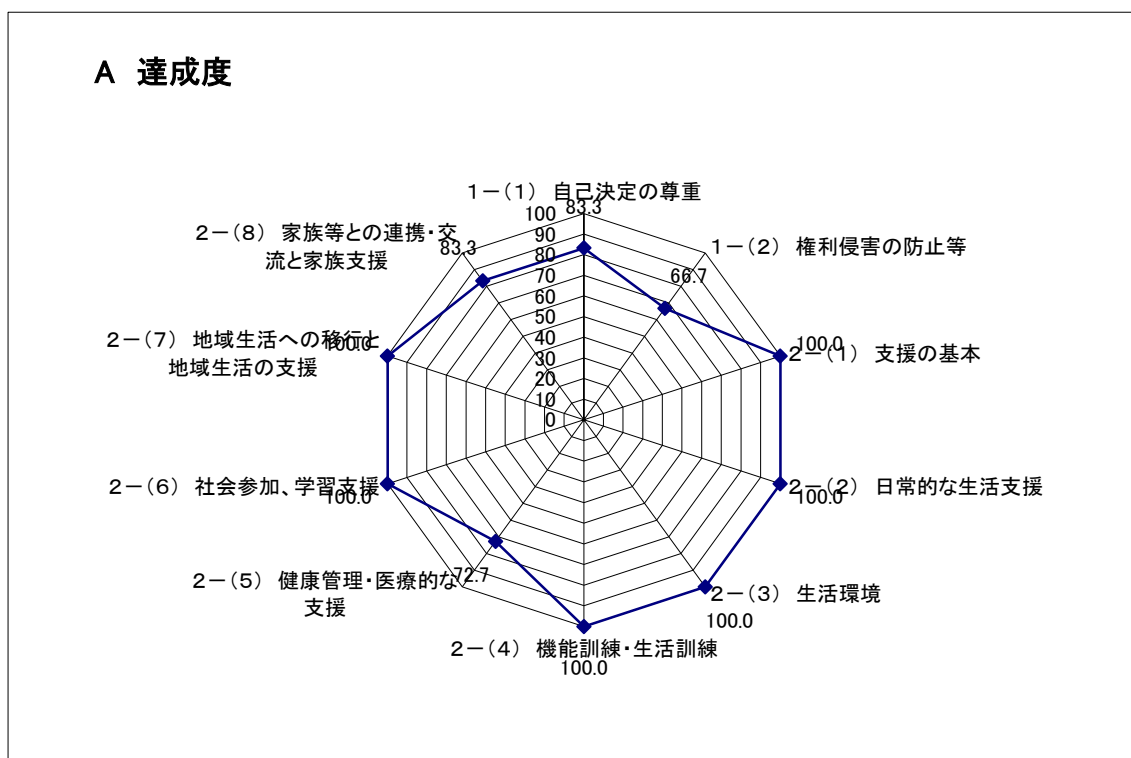 A 達成度
1－(1) 自己決定の尊重
83.3
1－(2) 権利侵害の防止等
66.7
2－(1) 支援の基本
100.0
2－(2) 日常的な生活支援
100.0
2－(3) 生活環境
100.0
2－(4) 機能訓練・生活訓練
100.0
2－(5) 健康管理・医療的な
支援
72.7
2－(6) 社会参加、学習支援
100.0
2－(7) 地域生活への移行と
地域生活の支援
100.0
2－(8) 家族等との連携・交
流と家族支援
83.3
100
90
80
70
60
50
40
30
20
10
0